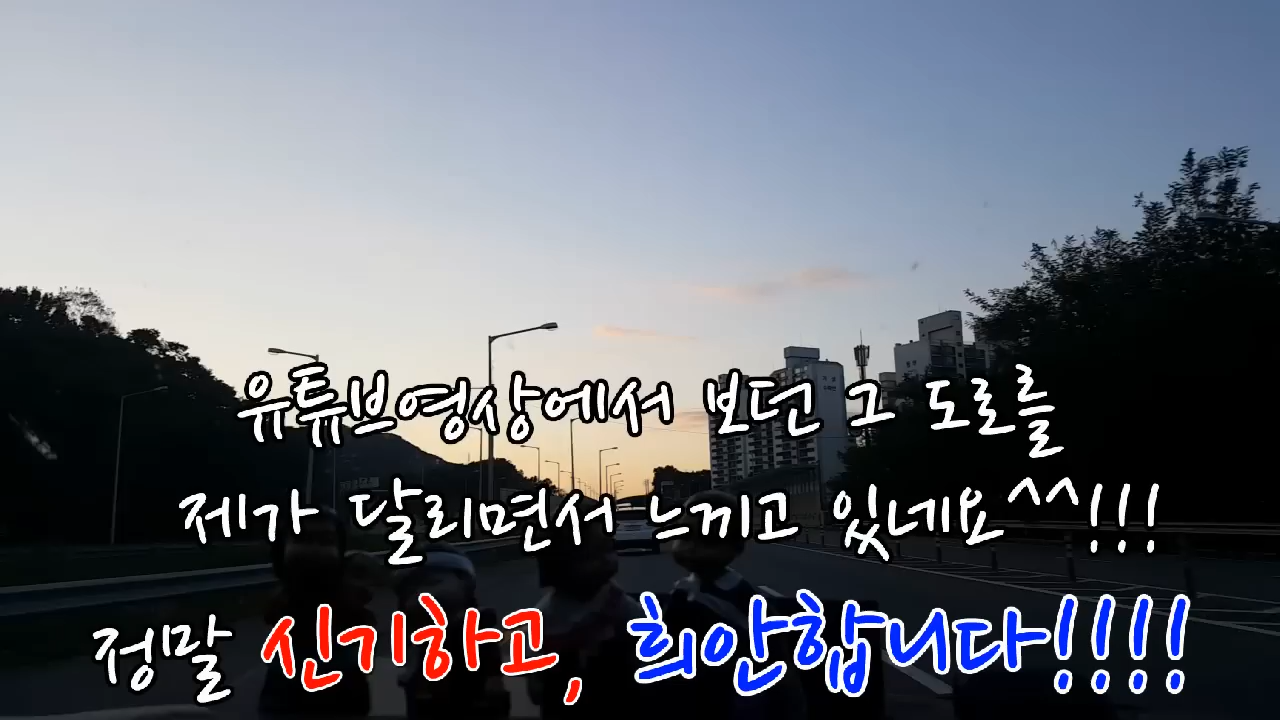 유튜브영상에서 보던 그 도로를
제가 달리면서 느끼고 있네요^^!!!
정말 신기하고, 희안합니다!!!!